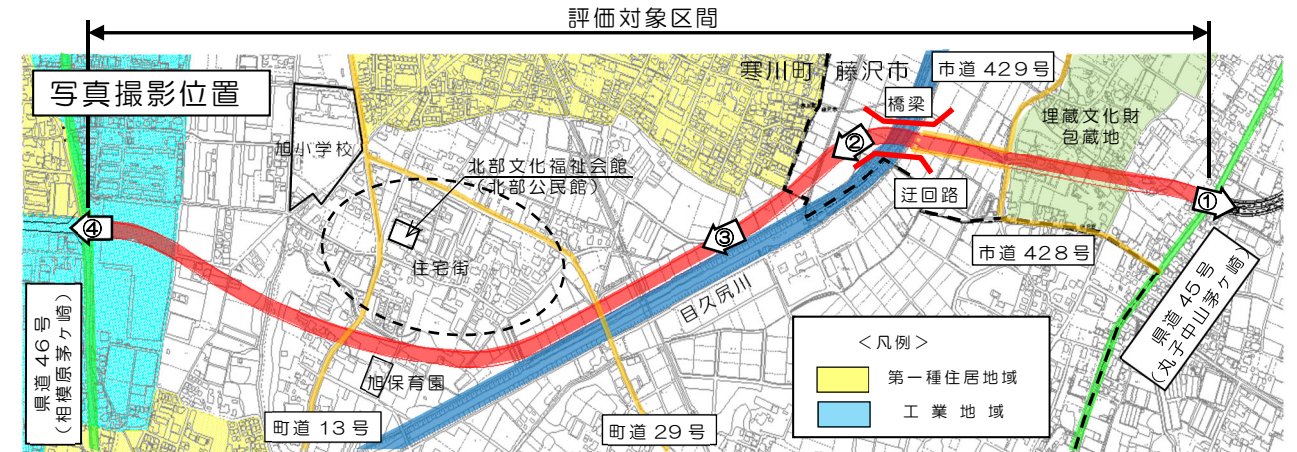 評価対象区間
写真撮影位置
寒川町
藤沢市
市道 429号
橋梁
埋蔵文化財
包蔵地
旭小学校
北部文化福祉会館
(北部公民館)
②
①
迂回路
④
③
住宅街
市道 428号
目久尻川
県道 46号
(相模原茅ヶ崎)
県道 45号
(丸子中山茅ヶ崎)
<凡例>
第一種住居地域
工業地域
旭保育園
町道 13号
町道 29号